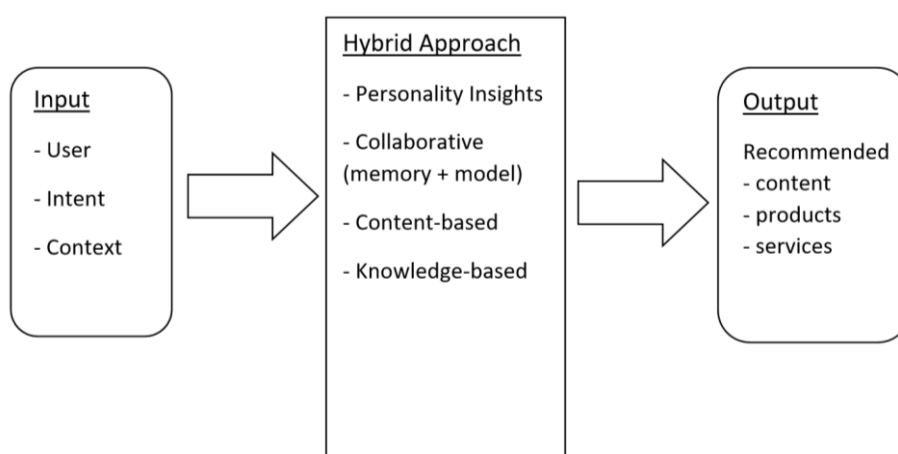 Input
- User
- Intent
- Context
Hybrid Approach
- Personality Insights
- Collaborative
(memory + model)
- Content-based
- Knowledge-based
Output
Recommended
- content
- products
- services